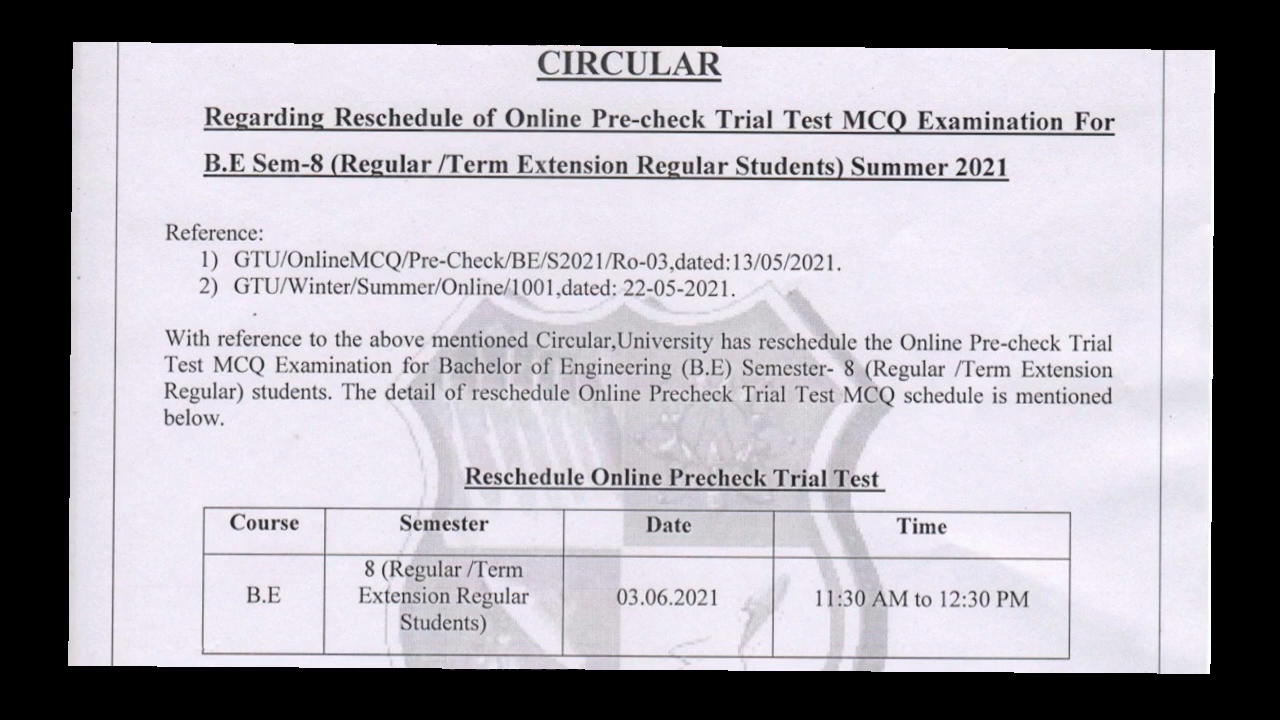 CIRCULAR
Regarding Reschedule of Online Pre-check Trial Test MCQ Examination For
B.E Sem-8 (Regular /Term Extension Regular Students) Summer 2021
Reference:
1) GTU/OnlineMCQ/Pre-Check/BE/S2021/Ro-03,dated:13/05/2021.
2) GTU/Winter/Summer/Online/1001,dated: 22-05-2021.
With reference to the above mentioned Circular,University has reschedule the Online Pre-check Trial
Test MCQ Examination for Bachelor of Engineering (B.E) Semester- 8 (Regular /Term Extension
Regular) students. The detail of reschedule Online Precheck Trial Test MCQ schedule is mentioned
below.
Reschedule Online Precheck Trial Test
Course Semester Date Time
8 (Regular /Term
B.E Extension Regular 03.06.2021 11:30 AM to 12:30 PM
Students)